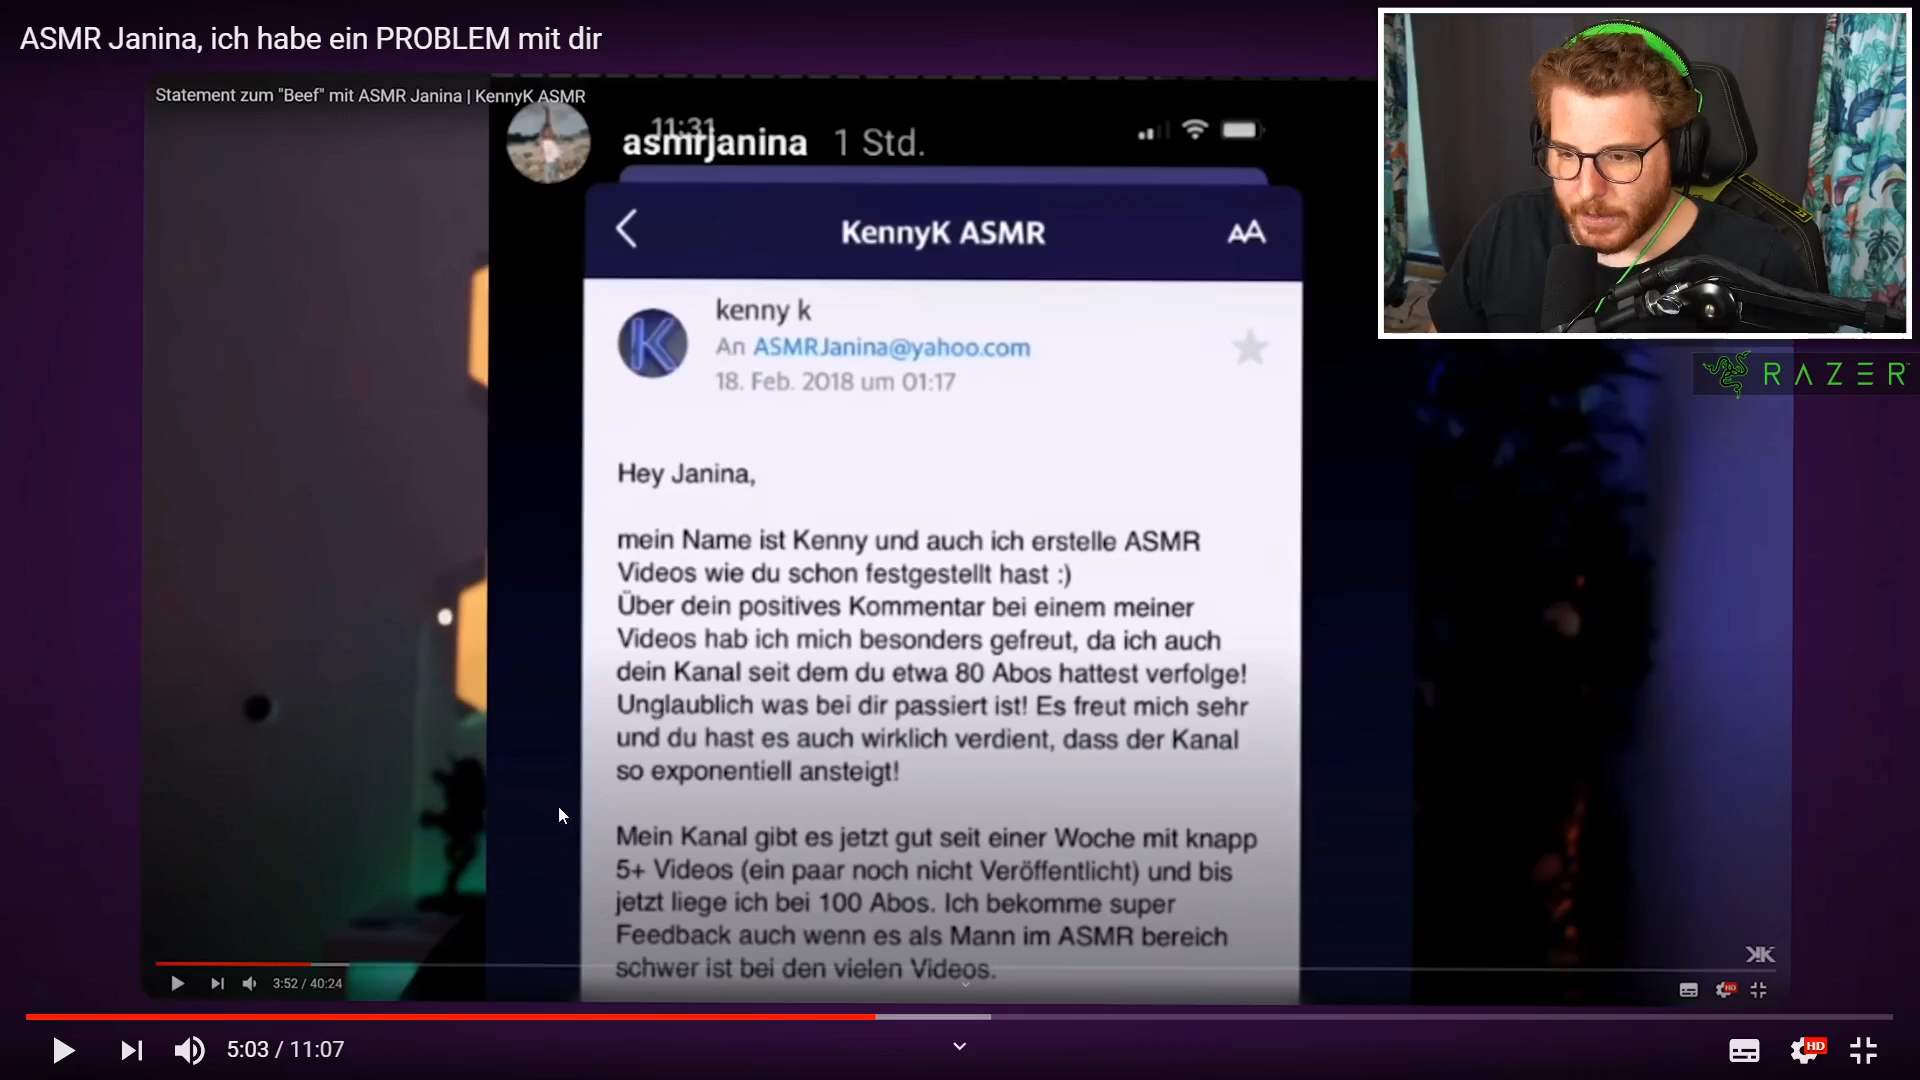 ASMR Janina, ich habe ein PROBLEM mit dir
Statement zum "Beef" mit ASMR Janina | KennyK ASMR
11:31
asmrjanina 1 Std.
KennyK ASMR
AA
K
kenny k
An ASMRJanina@yahoo.com
18. Feb. 2018 um 01:17
Hey Janina,
mein Name ist Kenny und auch ich erstelle ASMR
Videos wie du schon festgestellt hast :)
Über dein positives Kommentar bei einem meiner
Videos hab ich mich besonders gefreut, da ich auch
dein Kanal seit dem du etwa 80 Abos hattest verfolge!
Unglaublich was bei dir passiert ist! Es freut mich sehr
und du hast es auch wirklich verdient, dass der Kanal
so exponentiell ansteigt!
Mein Kanal gibt es jetzt gut seit einer Woche mit knapp
5+ Videos (ein paar noch nicht Veröffentlicht) und bis
jetzt liege ich bei 100 Abos. Ich bekomme super
Feedback auch wenn es als Mann im ASMR bereich
schwer ist bei den vielen Videos.
RAZER
3:52 / 40:24
HD
5:03 / 11:07
HD